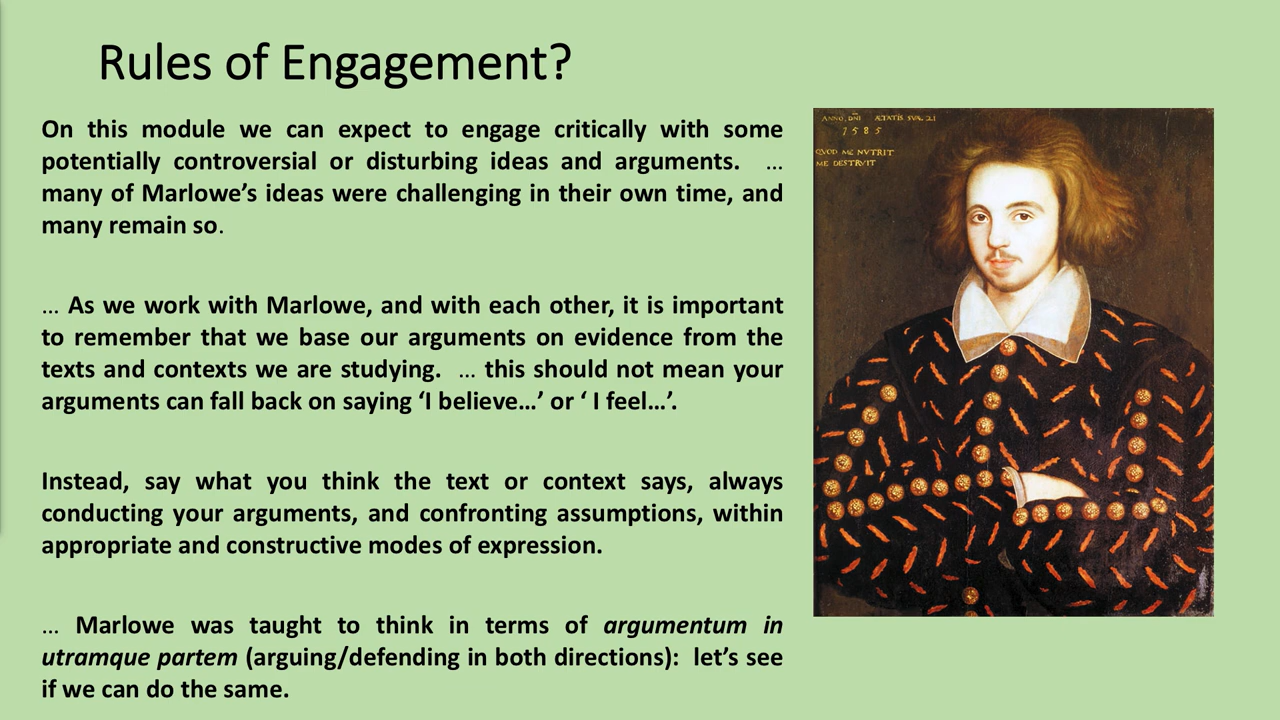 Rules of Engagement?
On this module we can expect to engage critically with some
potentially controversial or disturbing ideas and arguments. …
many of Marlowe’s ideas were challenging in their own time, and
many remain so.
… As we work with Marlowe, and with each other, it is important
to remember that we base our arguments on evidence from the
texts and contexts we are studying. … this should not mean your
arguments can fall back on saying ‘I believe…’ or ‘ I feel…’.
Instead, say what you think the text or context says, always
conducting your arguments, and confronting assumptions, within
appropriate and constructive modes of expression.
… Marlowe was taught to think in terms of argumentum in
utramque partem (arguing/defending in both directions): let’s see
if we can do the same.
ANNO. DNI ÆTATIS SVÆ 21
1585
QVOD ME NVTRIT
ME DESTRVIT